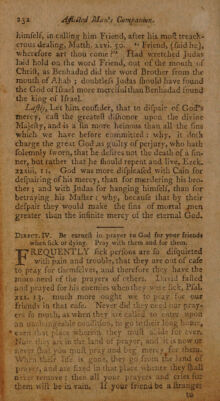 232 Afflicted Man's Companion.
himself, in calling him Friend, after his most treach-
erous dealing, Matth. xxvi. 50. " Friend, (said he),
wherefore art thou come?" Had wretched Judas
laid hold on the word Friend, out of the mouth of
Christ, as Benhadad did the word Brother from the
mouth of Ahab; doubtless Judas should have found
the God of Israel more merciful than Benhadad found
the king of Israel.
Lastly, Let him consider, that to despair of God's
mercy, cast the greatest dishonor upon the divine
Majesty, and is a sin more heinous than all the sins
which we have before committed: why, it doth
charge the great God as guilty of perjury, who hath
solemnly sworn, that he desires not the death of a sin-
ner, but rather that he should repent and live, Ezek.
xxxiii. 11. God was more displeased with Cain for
despairing of his mercy, than for murdering his bro-
ther; and with Judas for hanging himself, than for
betraying his Master; why, because that by their
despair they would make the sins of mortal men
greater than the infinite mercy of the eternal God.
DIRECT. IV. Be earnest in prayer to God for your friends
when sick or dying. Pray with them and for them.
FREQUENTLY sick persons are so disquieted
with pain and trouble, that they are out of case
to pray for themselves, and therefore they have the
more need of the prayers of others. David fasted
and prayed for his enemies when they were sick, Psal.
xxxv. 13. much more ought we to pray for our
friends in that case. Never did they need our pray-
ers so much, as when they are called to enter upon
an unchangeable condition, to go to their long home,
even that place wherein they must abide for ever.
Now they are in the land of prayer, and it is now or
never that you must pray and beg mercy for them.
When their life is gone, they go from the land of
prayer, and are fixed in that place whence they shall
never remove: then all your prayers and cries for
them will be in vain. If your friend be a stranger
to